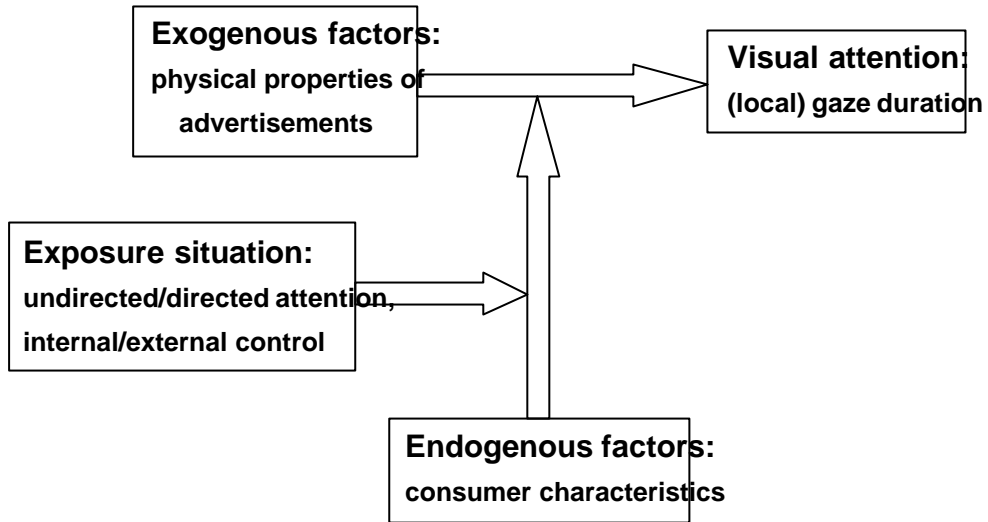 Exogenous factors:
physical properties of
advertisements
Visual attention:
(local) gaze duration
Exposure situation:
undirected/directed attention,
internal/external control
Endogenous factors:
consumer characteristics